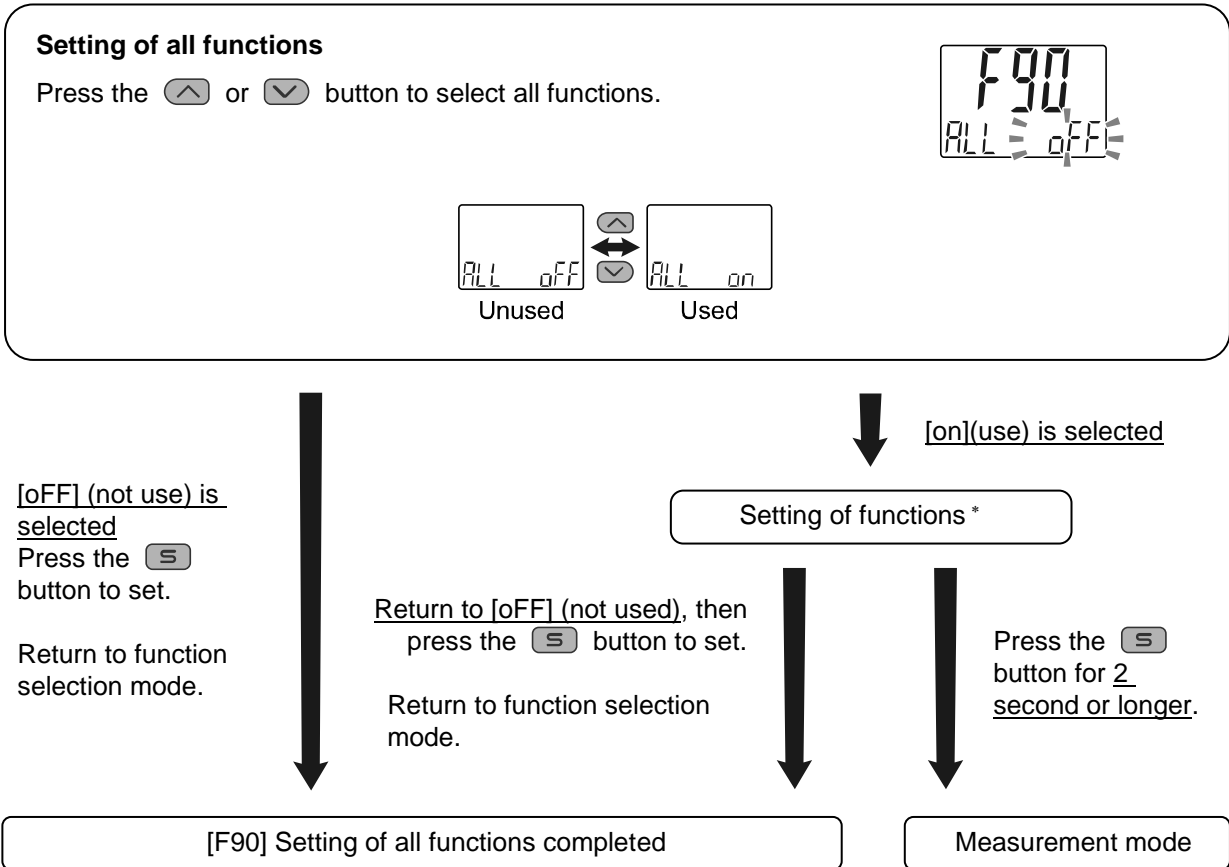 Setting of all functions
Press the or button to select all functions.
F90
ALL oFF
ALL oFF
ALL on
Unused
Used
[on](use) is selected
[oFF] (not use) is
selected
Press the S
button to set.
Return to function
selection mode.
Setting of functions *
Return to [oFF] (not used), then
press the S button to set.
Return to function selection
mode.
Press the S
button for 2
second or longer.
[F90] Setting of all functions completed
Measurement mode